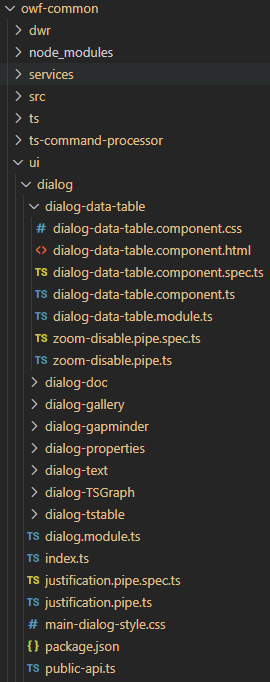 owf-common
dwr
node_modules
services
src
ts
ts-command-processor
ui
dialog
dialog-data-table
# dialog-data-table.component.css
<> dialog-data-table.component.html
TS dialog-data-table.component.spec.ts
TS dialog-data-table.component.ts
TS dialog-data-table.module.ts
TS zoom-disable.pipe.spec.ts
TS zoom-disable.pipe.ts
dialog-doc
dialog-gallery
dialog-gapminder
dialog-properties
dialog-text
dialog-TSGraph
dialog-tstable
TS dialog.module.ts
TS index.ts
TS justification.pipe.spec.ts
TS justification.pipe.ts
# main-dialog-style.css
{} package.json
TS public-api.ts